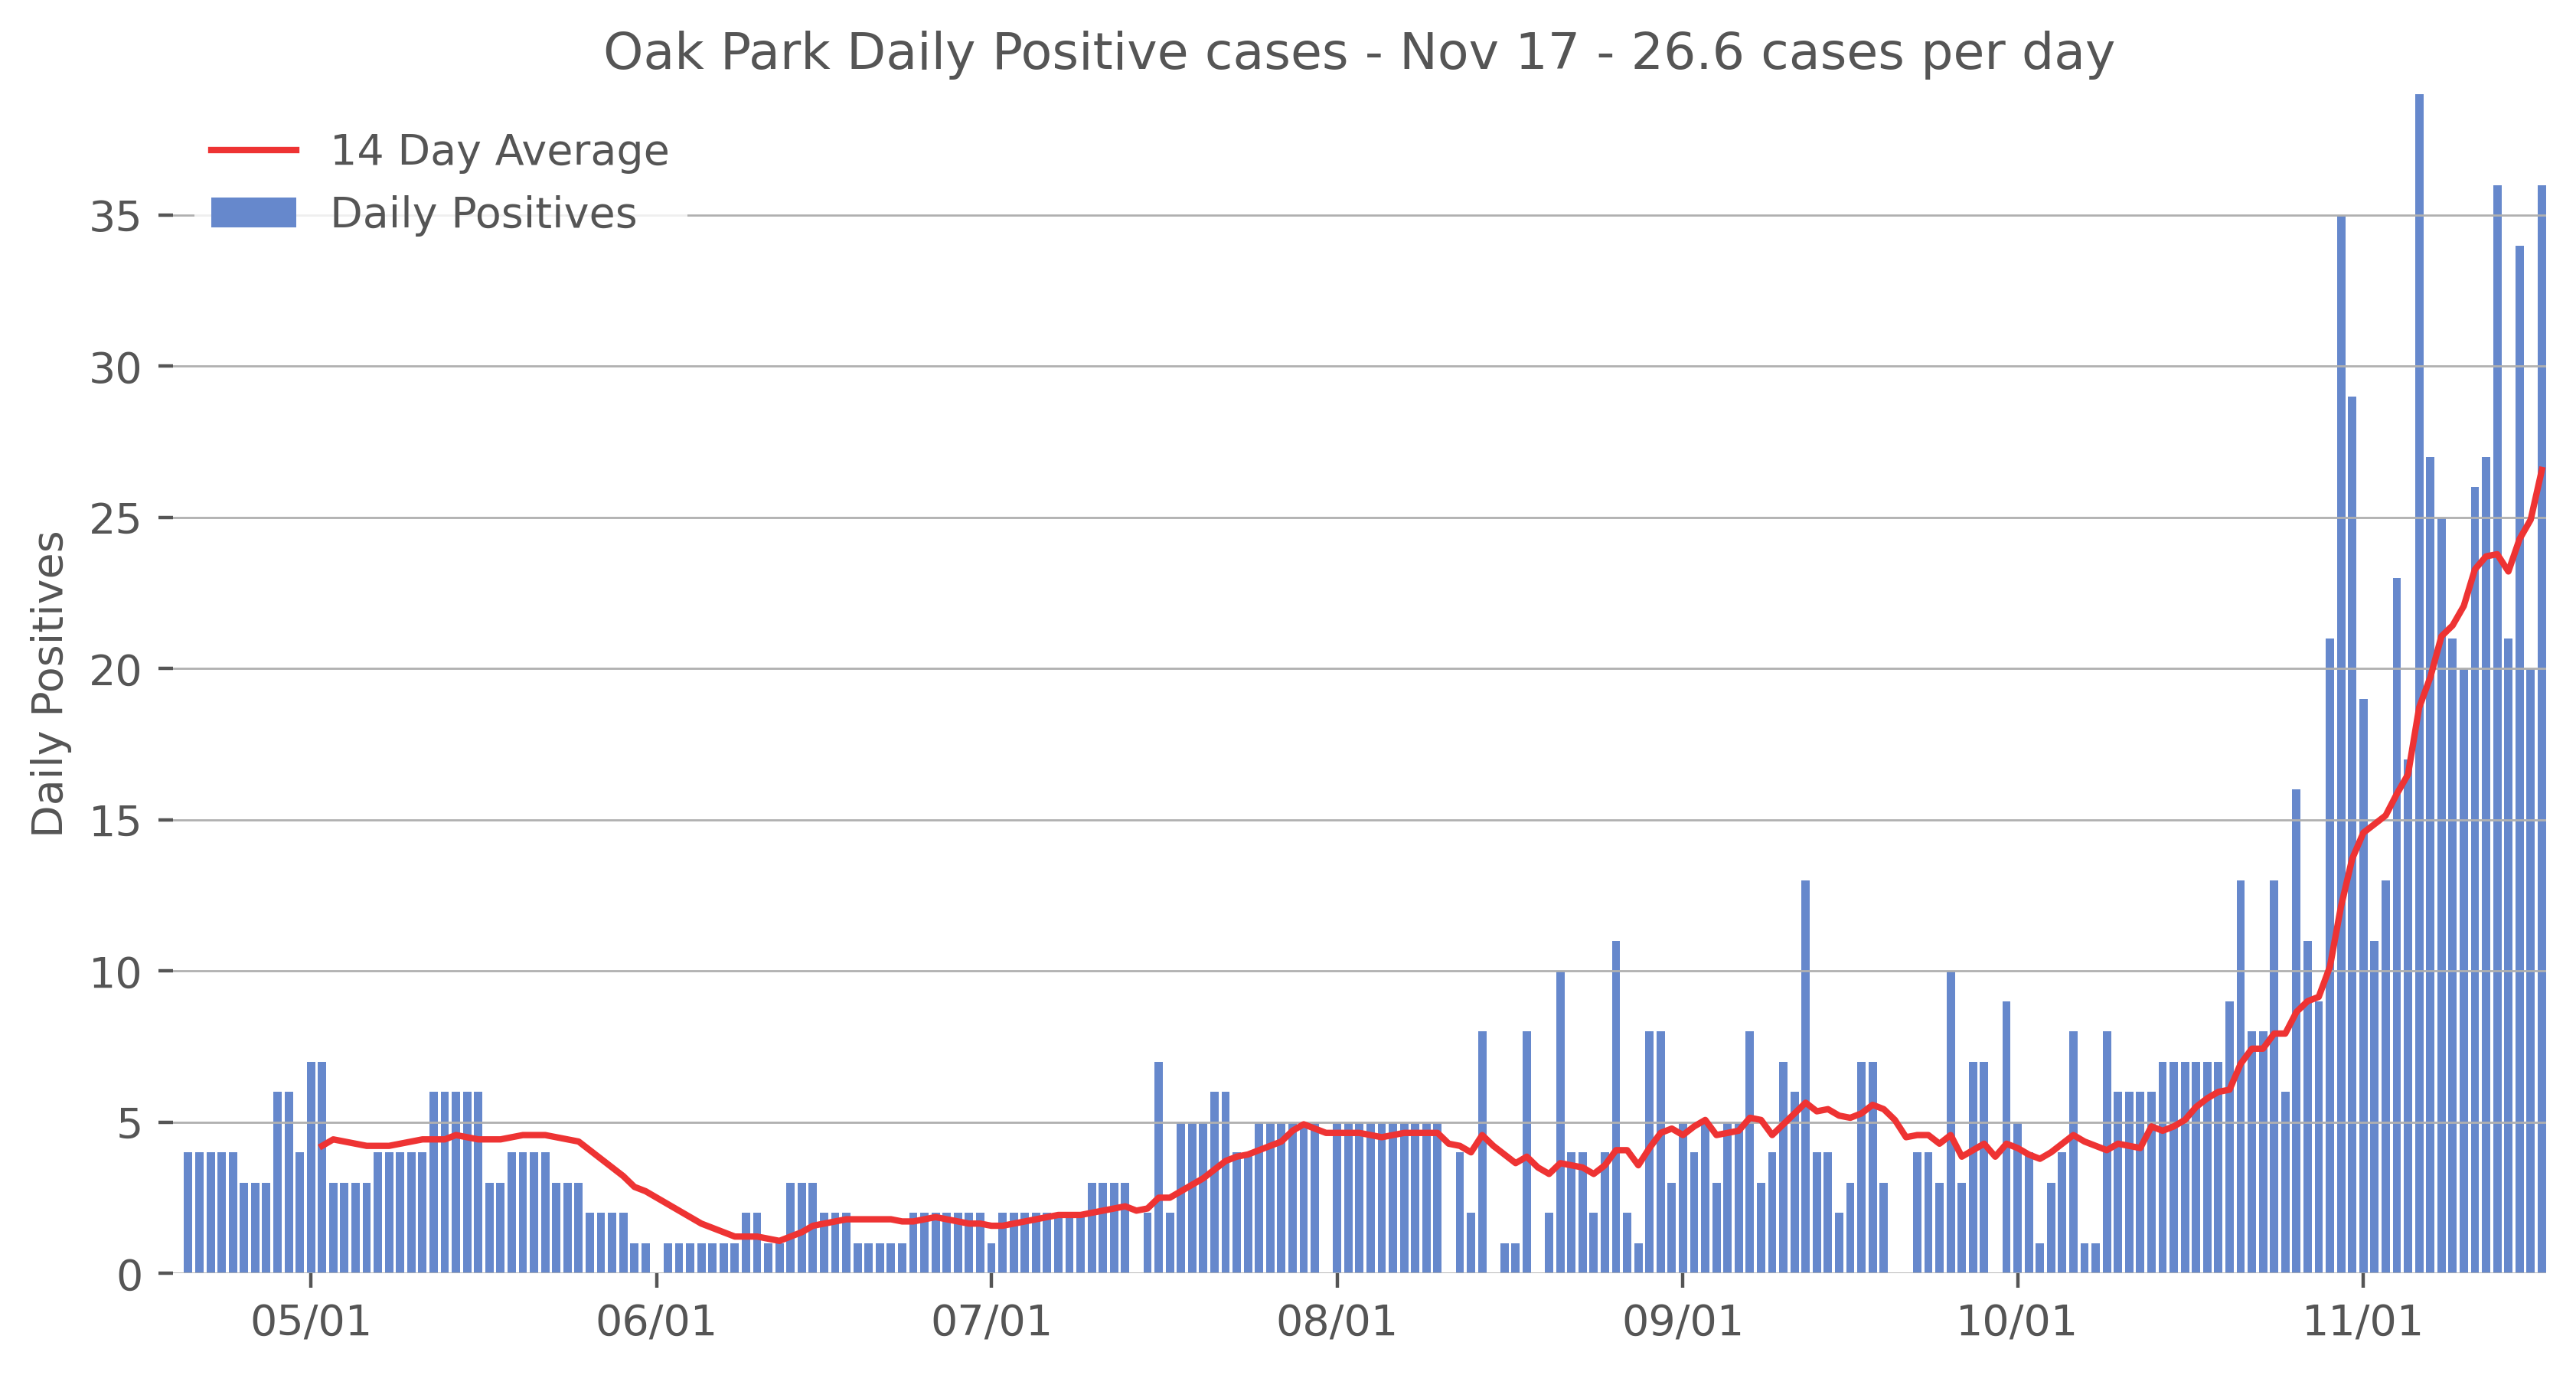 Oak Park Daily Positive cases - Nov 17 - 26.6 cases per day
14 Day Average
Daily Positives
Daily Positives
35
30
25
20
15
10
5
0
05/01 06/01 07/01 08/01 09/01 10/01 11/01